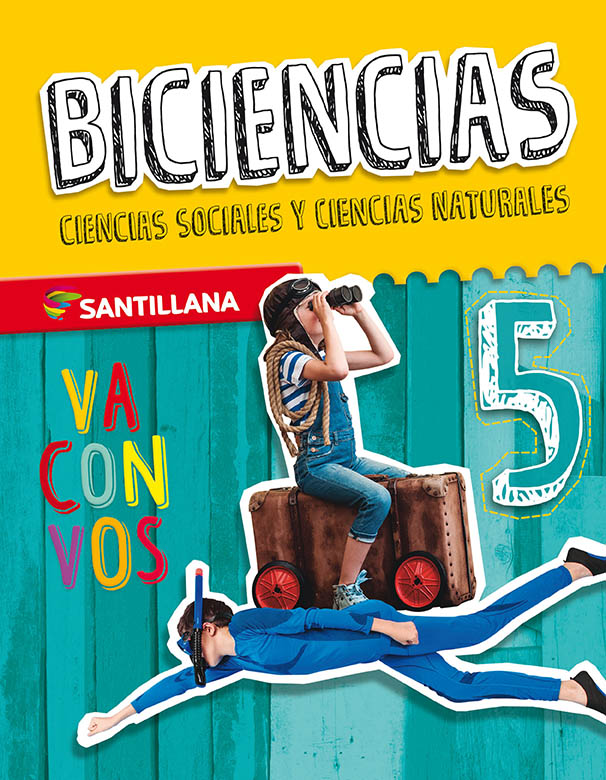 BICIENCIAS
CIENCIAS SOCIALES Y CIENCIAS NATURALES
SANTILLANA
5
VA
CON
VOS